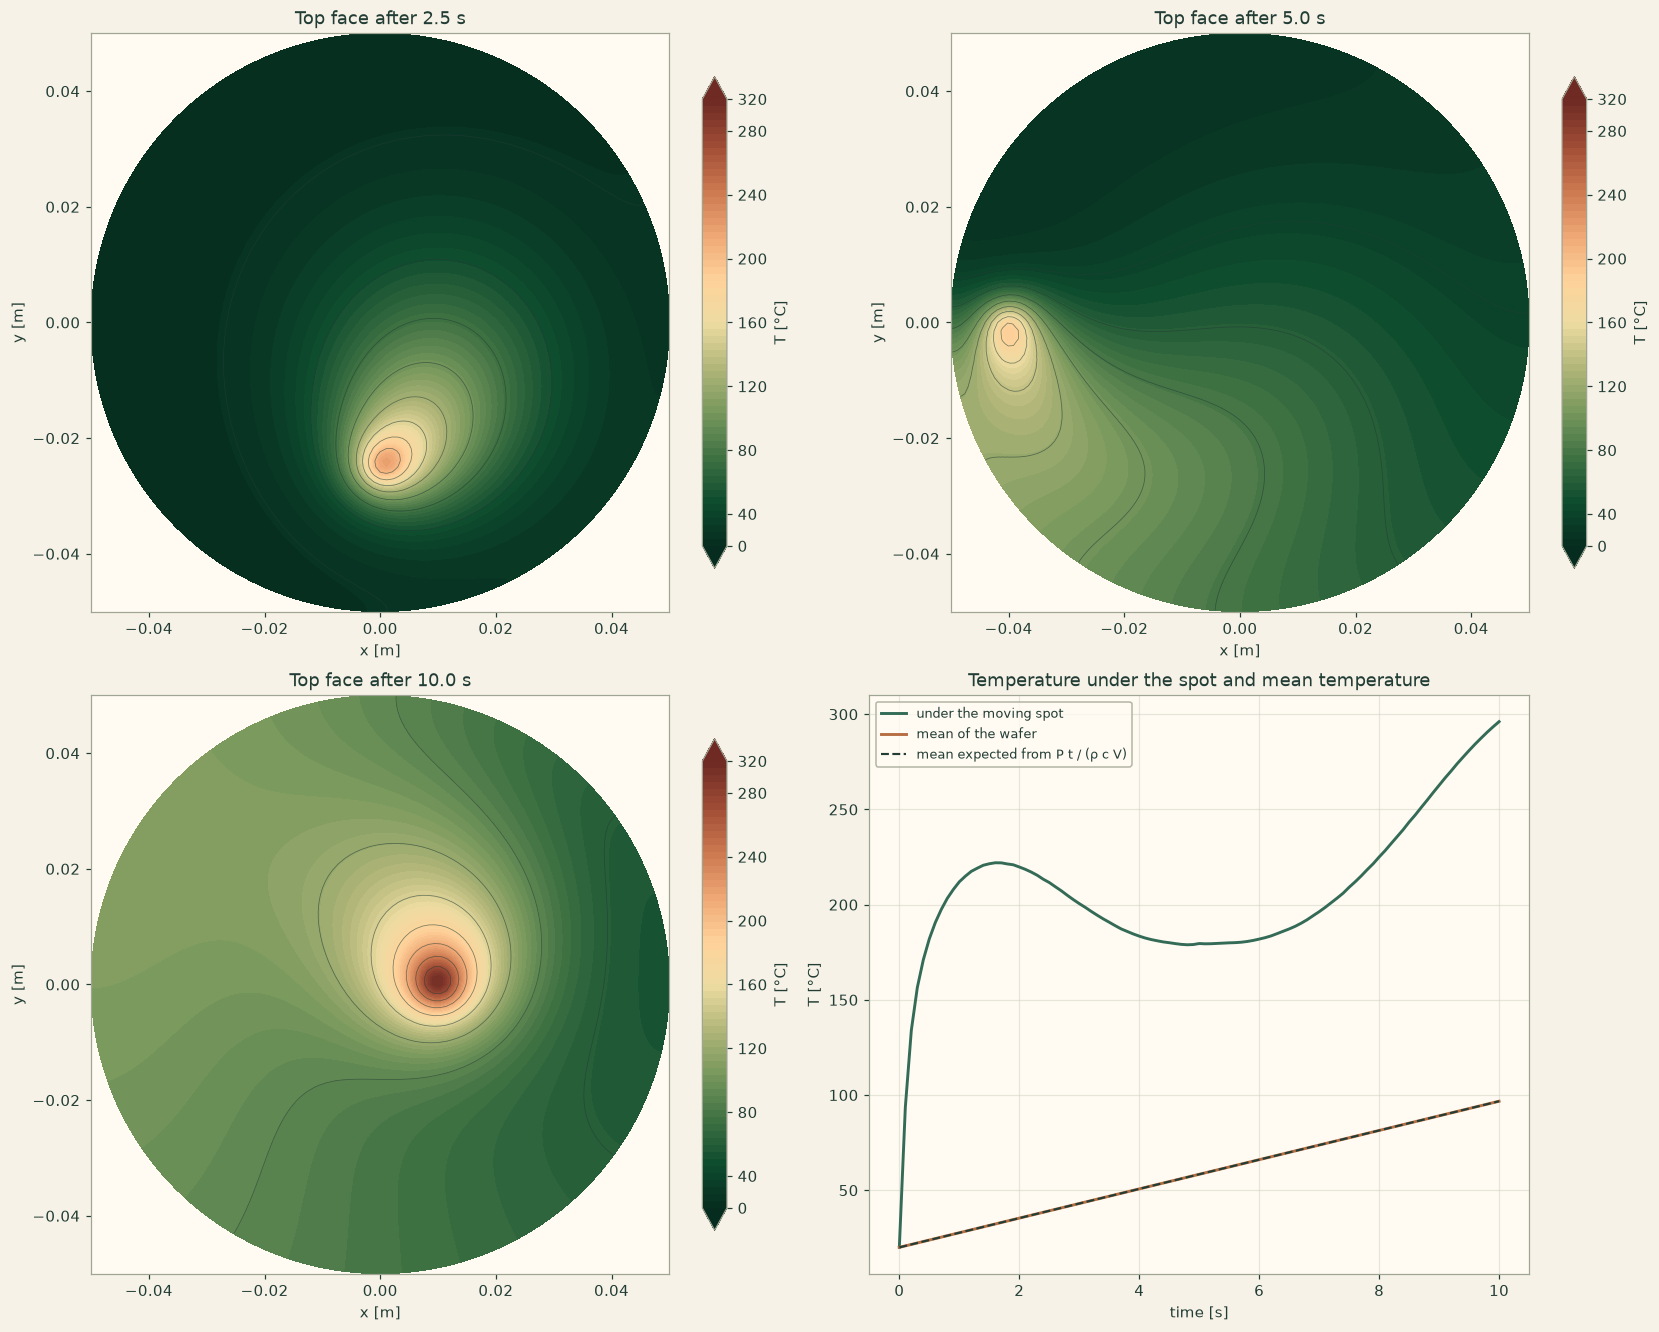 Top face after 2.5 s
0.04
0.02
0.00
−0.02
−0.04
y [m]
−0.04 −0.02 0.00 0.02 0.04
x [m]
320
280
240
200
160
120
80
40
0
T [°C]
Top face after 5.0 s
0.04
0.02
0.00
−0.02
−0.04
y [m]
−0.04 −0.02 0.00 0.02 0.04
x [m]
320
280
240
200
160
120
80
40
0
T [°C]
Top face after 10.0 s
0.04
0.02
0.00
−0.02
−0.04
y [m]
−0.04 −0.02 0.00 0.02 0.04
x [m]
320
280
240
200
160
120
80
40
0
T [°C]
Temperature under the spot and mean temperature
under the moving spot
mean of the wafer
mean expected from P t / (ρ c V)
300
250
200
150
100
50
T [°C]
0 2 4 6 8 10
time [s]